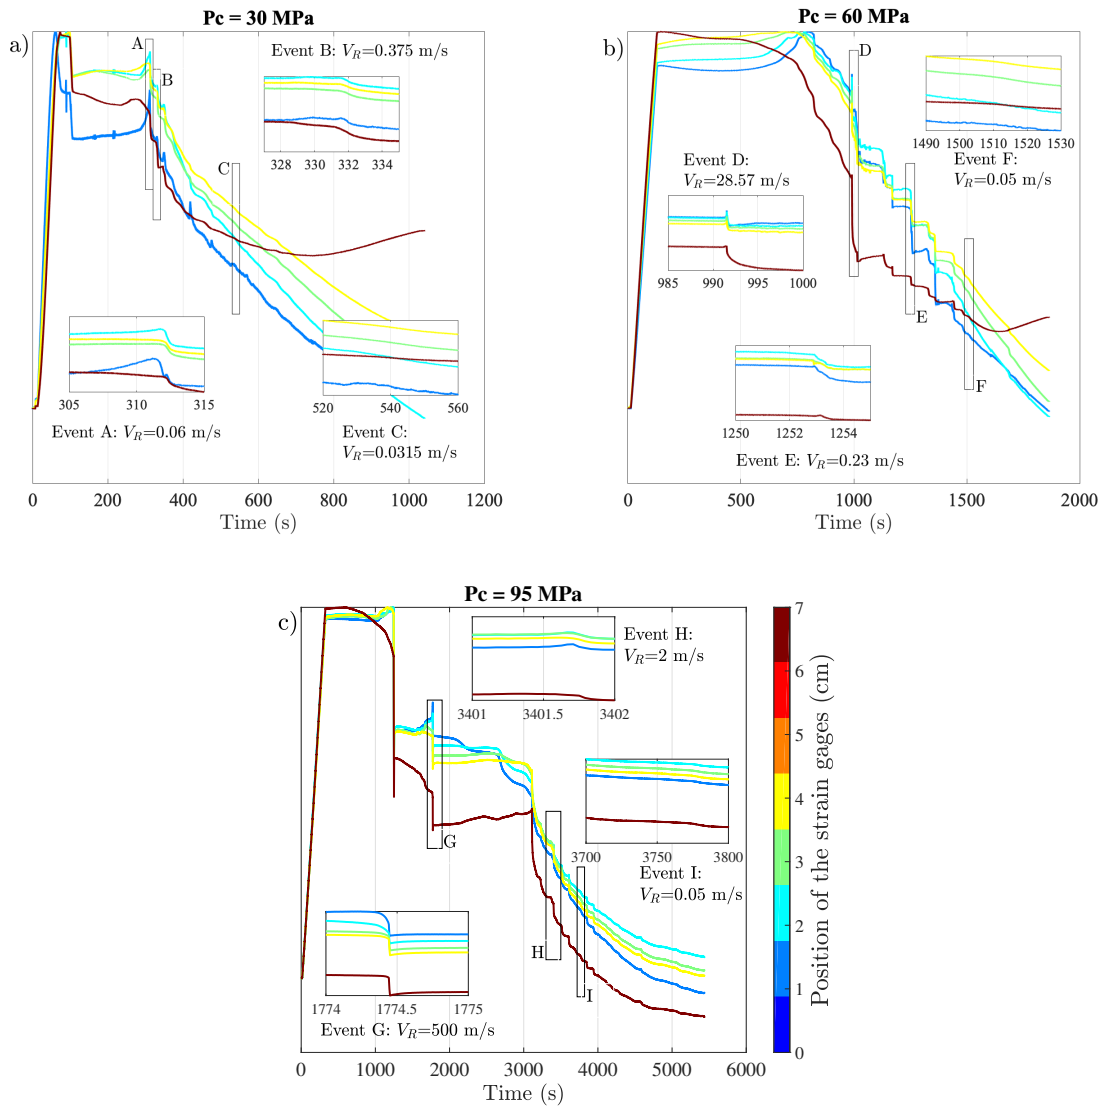 Pc = 30 MPa
a)
A
B
C
Event B: V_R=0.375 m/s
328 330 332 334
305 310 315
Event A: V_R=0.06 m/s
520 540 560
Event C:
V_R=0.0315 m/s
0 200 400 600 800 1000 1200
Time (s)
Pc = 60 MPa
b)
D
1490 1500 1510 1520 1530
Event F:
V_R=0.05 m/s
Event D:
V_R=28.57 m/s
985 990 995 1000
E
F
1250 1252 1254
Event E: V_R=0.23 m/s
0 500 1000 1500 2000
Time (s)
Pc = 95 MPa
c)
Event H:
V_R=2 m/s
3401 3401.5 3402
G
3700 3750 3800
Event I:
V_R=0.05 m/s
H
I
1774 1774.5 1775
Event G: V_R=500 m/s
0 1000 2000 3000 4000 5000 6000
Time (s)
7
6
5
4
3
2
1
0
Position of the strain gages (cm)